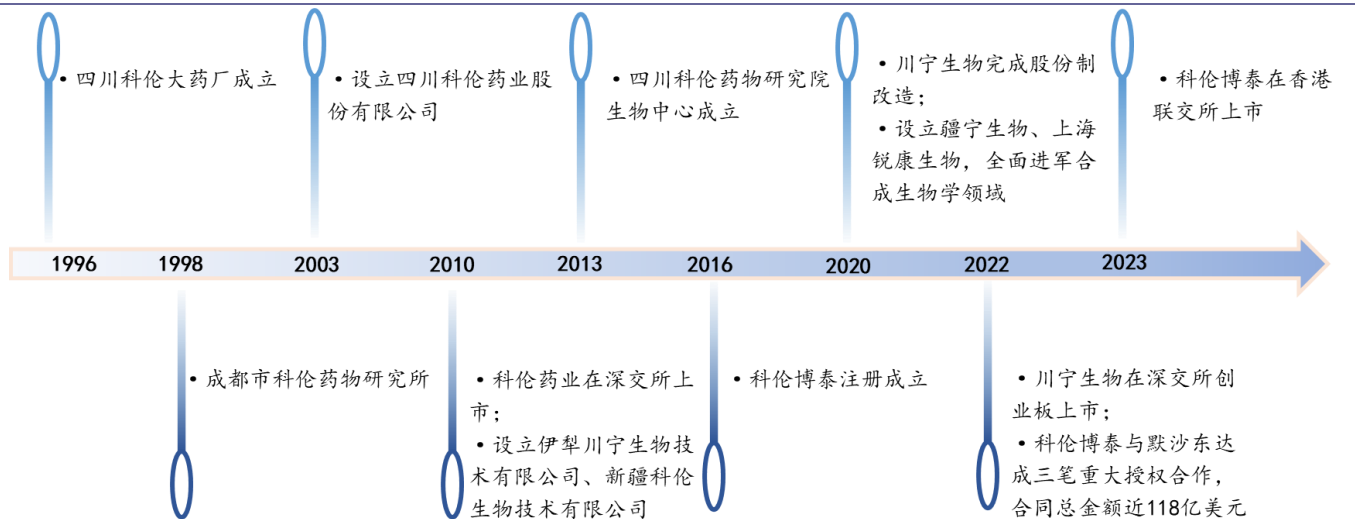 • 四川科伦大药厂成立
• 设立四川科伦药业股
份有限公司
• 四川科伦药物研究院
生物中心成立
• 川宁生物完成股份制
改造；
• 设立疆宁生物、上海
锐康生物，全面进军合
成生物学领域
• 科伦博泰在香港
联交所上市
1996 1998 2003 2010 2013 2016 2020 2022 2023
• 成都市科伦药物研究所
• 科伦药业在深交所上
市；
• 设立伊犁川宁生物技
术有限公司、新疆科伦
生物技术有限公司
• 科伦博泰注册成立
• 川宁生物在深交所创
业板上市；
• 科伦博泰与默沙东达
成三笔重大授权合作，
合同总金额近118亿美元